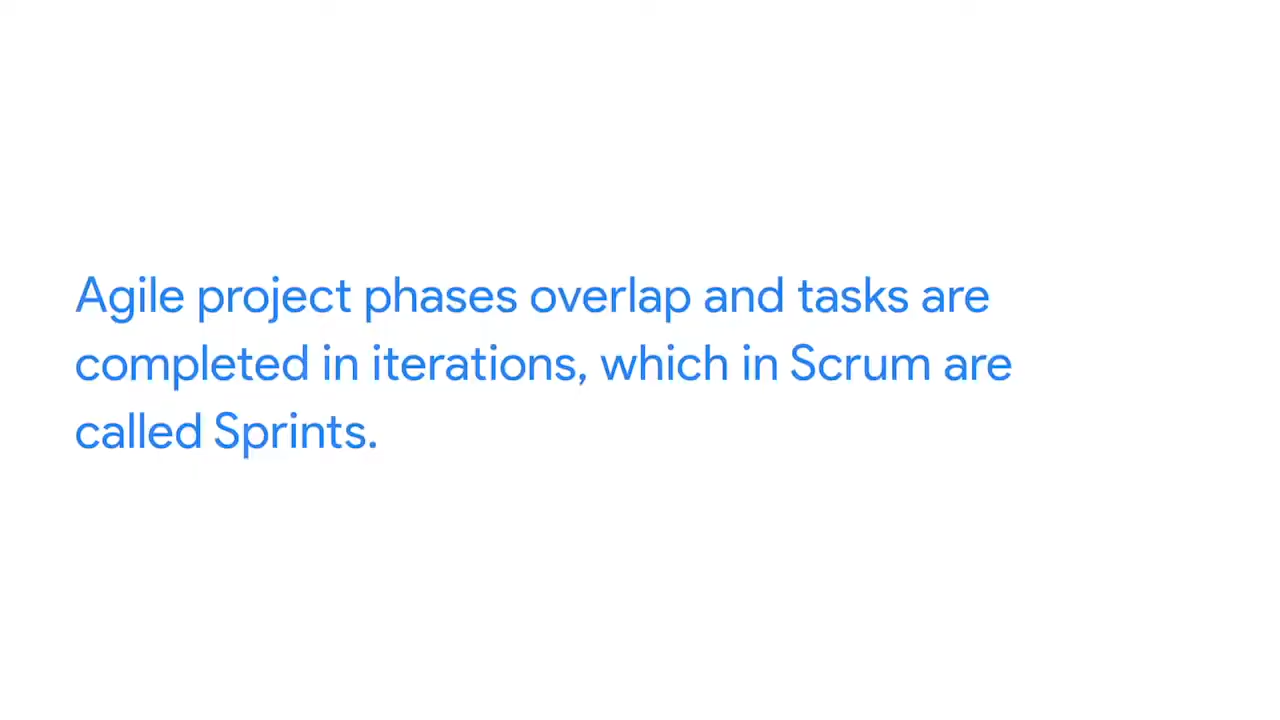 Agile project phases overlap and tasks are
completed in iterations, which in Scrum are
called Sprints.